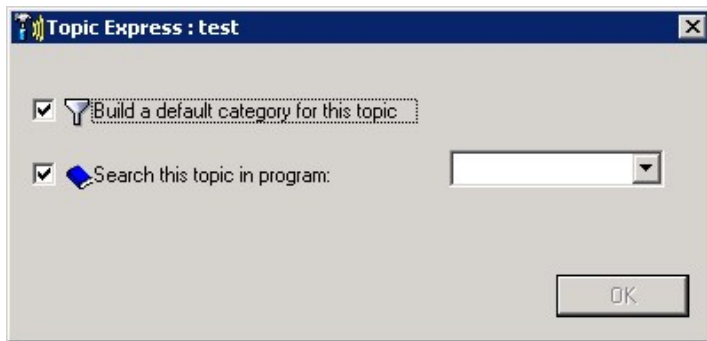 Topic Express : test
Build a default category for this topic
Search this topic in program:
OK